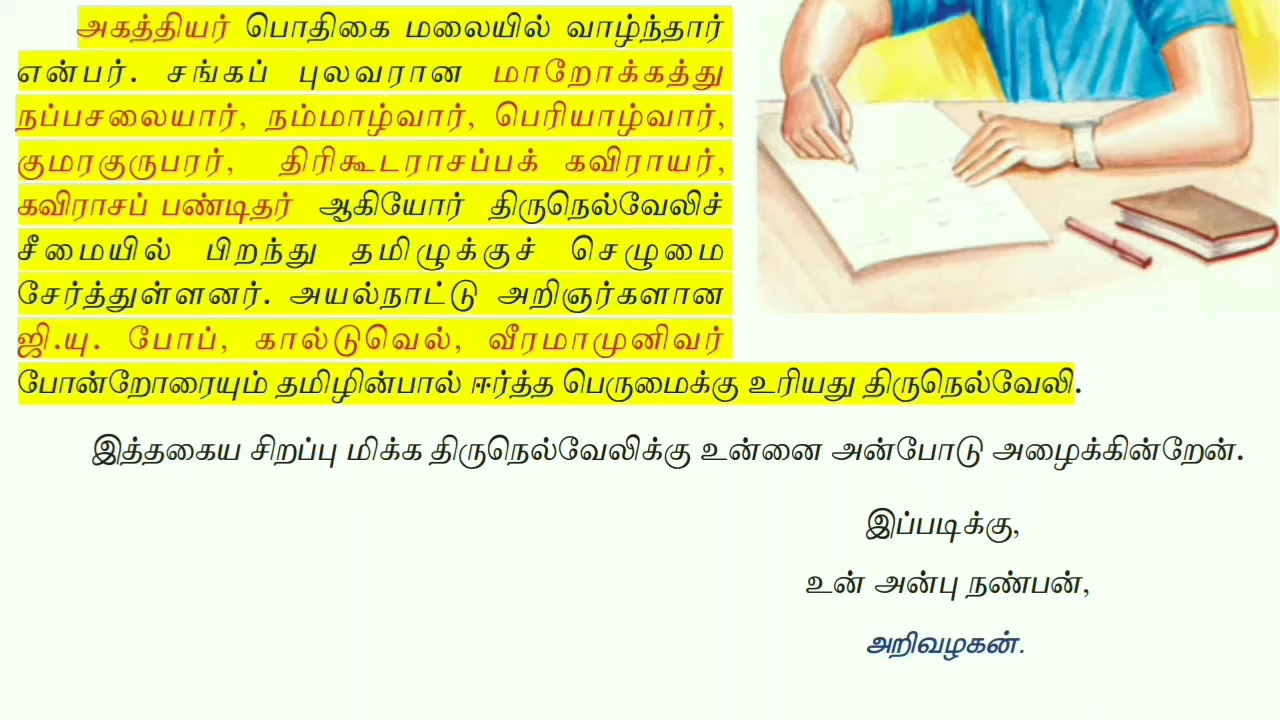 அகத்தியர் பொதிகை மலையில் வாழ்ந்தார்
என்பர். சங்கப் புலவரான மாறோக்கத்து
நப்பசலையார், நம்மாழ்வார், பெரியாழ்வார்,
குமரகுருபரர், திரிகூடராசப்பக் கவிராயர்,
கவிராசப் பண்டிதர் ஆகியோர் திருநெல்வேலிச்
சீமையில் பிறந்து தமிழுக்குச் செழுமை
சேர்த்துள்ளனர். அயல்நாட்டு அறிஞர்களான
ஜி.யு. போப், கால்டுவெல், வீரமாமுனிவர்
போன்றோரையும் தமிழின்பால் ஈர்த்த பெருமைக்கு உரியது திருநெல்வேலி.
இத்தகைய சிறப்பு மிக்க திருநெல்வேலிக்கு உன்னை அன்போடு அழைக்கின்றேன்.
இப்படிக்கு,
உன் அன்பு நண்பன்,
அறிவழகன்.